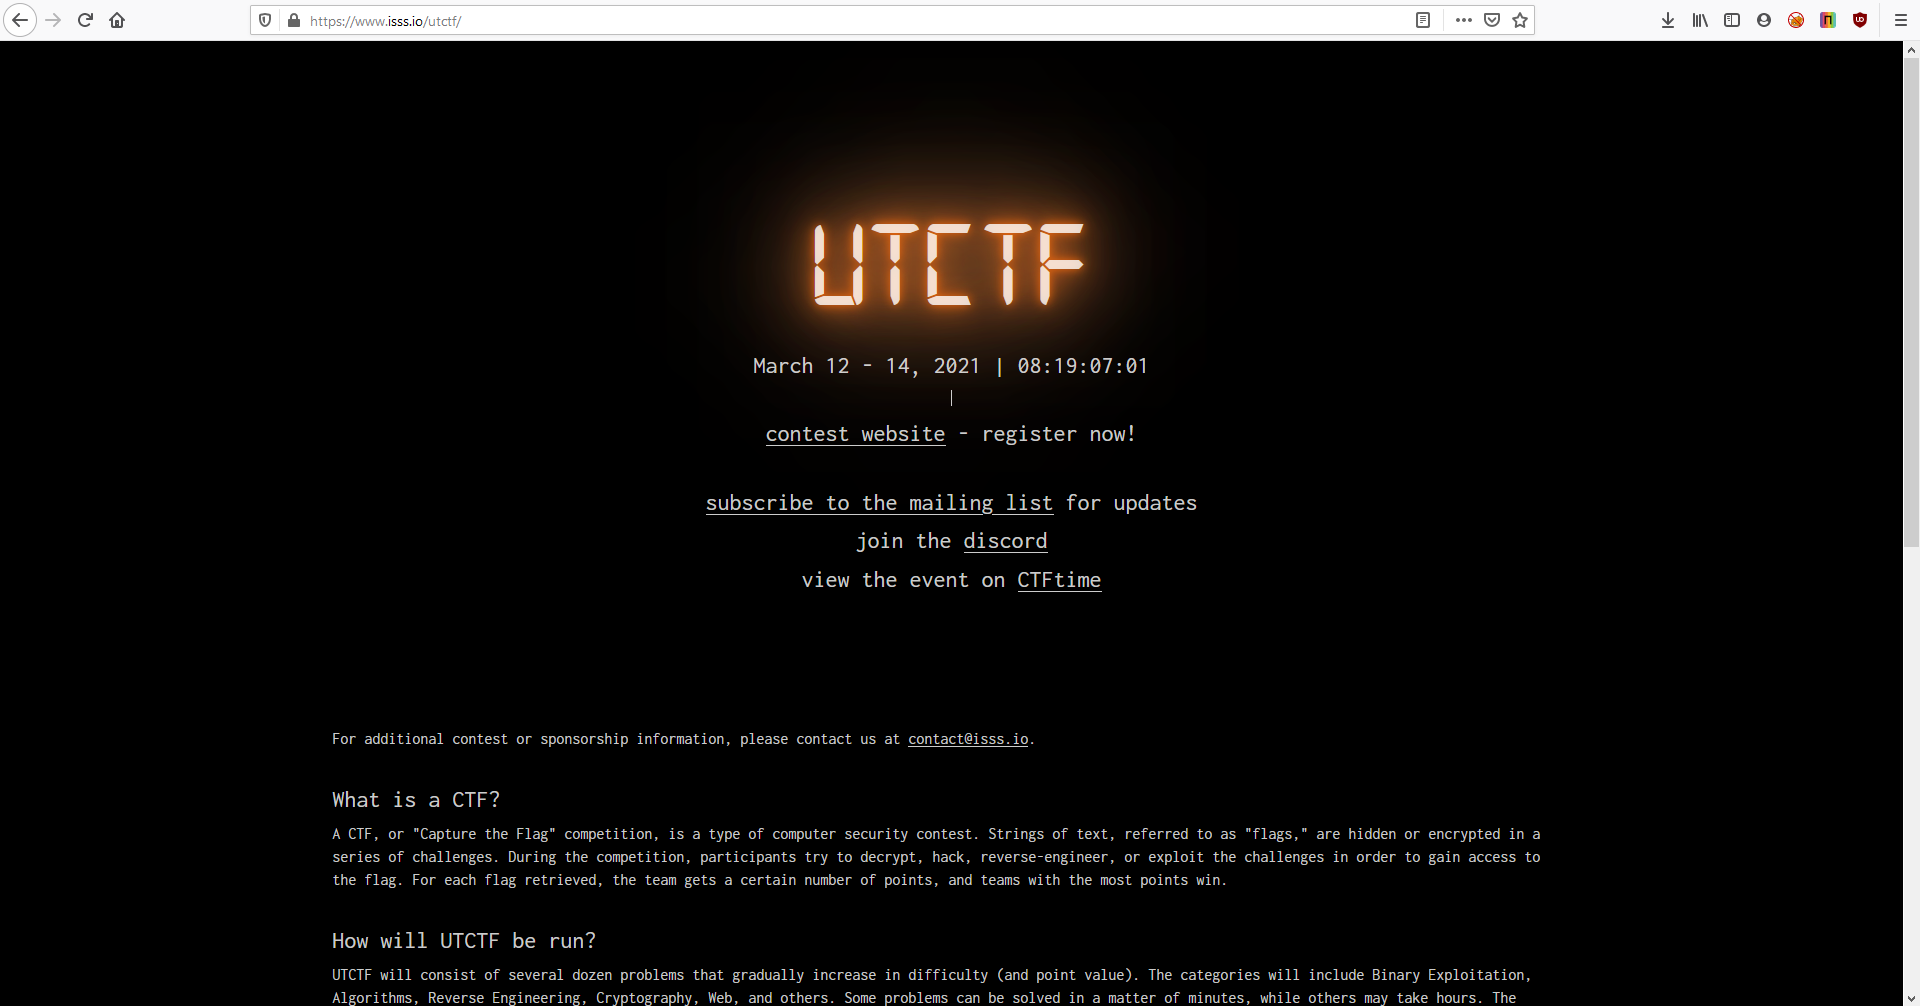 https://www.isss.io/utctf/
UTCTF
March 12 - 14, 2021 | 08:19:07:01
|
contest website - register now!
subscribe to the mailing list for updates
join the discord
view the event on CTFtime
For additional contest or sponsorship information, please contact us at contact@isss.io.
What is a CTF?
A CTF, or "Capture the Flag" competition, is a type of computer security contest. Strings of text, referred to as "flags," are hidden or encrypted in a
series of challenges. During the competition, participants try to decrypt, hack, reverse-engineer, or exploit the challenges in order to gain access to
the flag. For each flag retrieved, the team gets a certain number of points, and teams with the most points win.
How will UTCTF be run?
UTCTF will consist of several dozen problems that gradually increase in difficulty (and point value). The categories will include Binary Exploitation,
Algorithms, Reverse Engineering, Cryptography, Web, and others. Some problems can be solved in a matter of minutes, while others may take hours. The